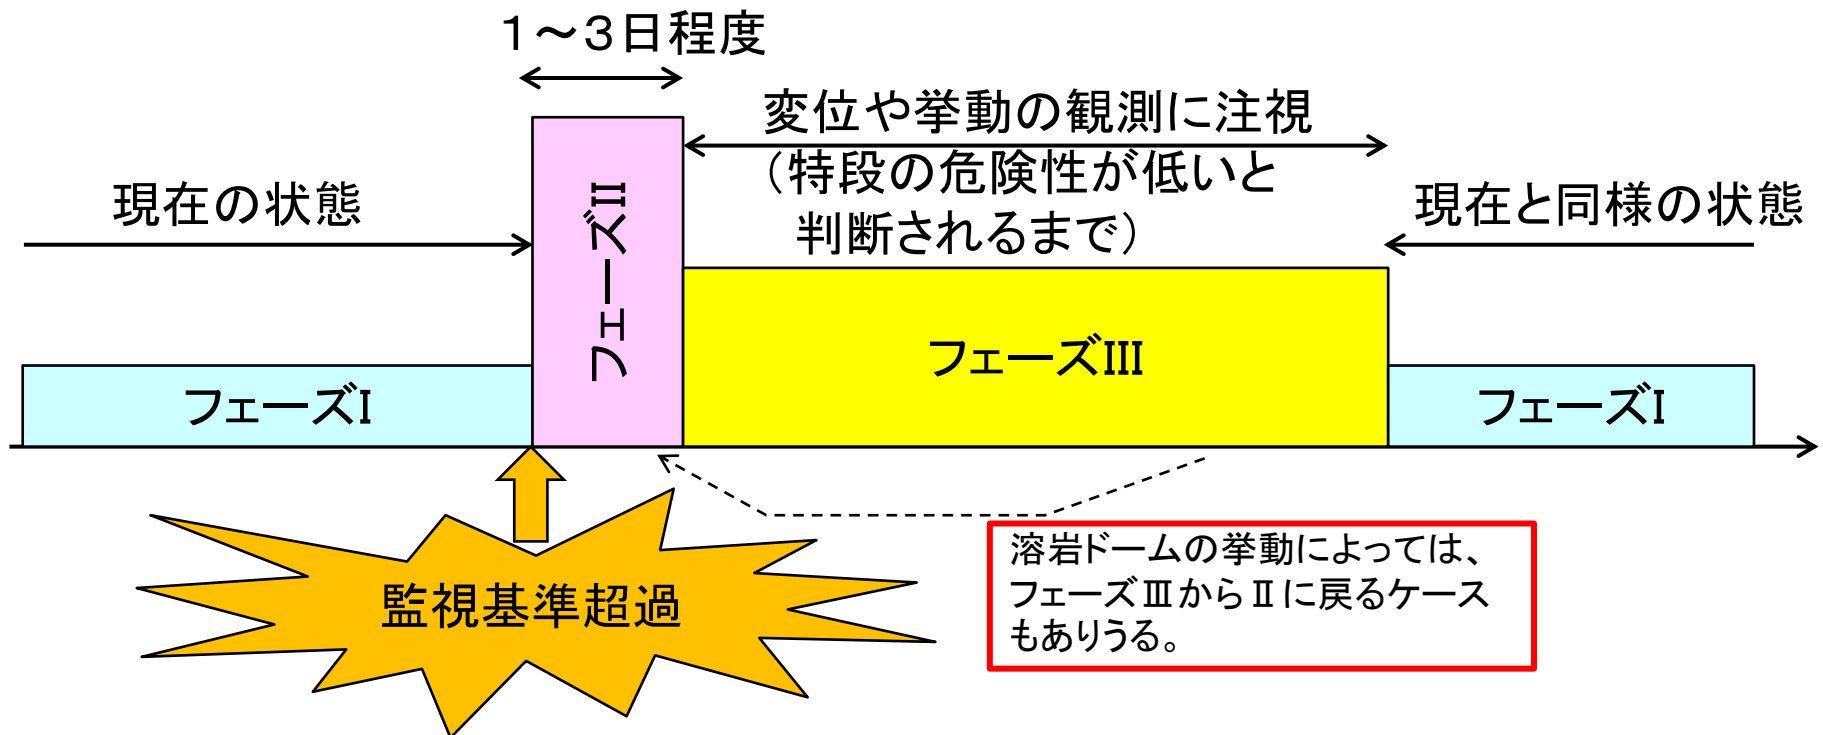 １～３日程度
変位や挙動の観測に注視
（特段の危険性が低いと
判断されるまで）
現在の状態
現在と同様の状態
フェーズII
フェーズIII
フェーズI
フェーズI
監視基準超過
溶岩ドームの挙動によっては、
フェーズⅢからⅡに戻るケース
もありうる。